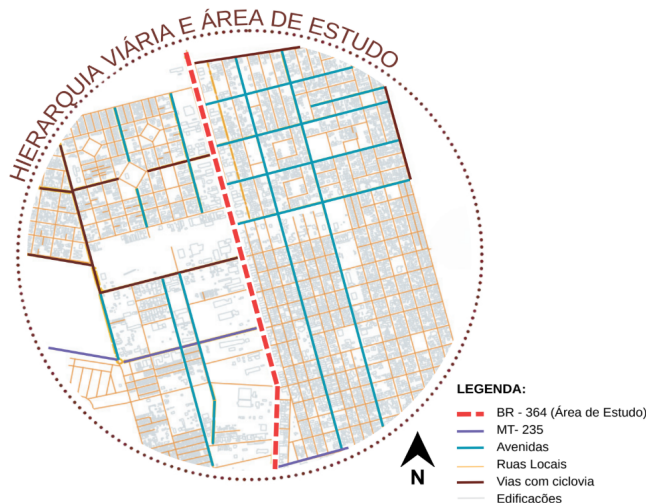 HIERARQUIA VIÁRIA E ÁREA DE ESTUDO
LEGENDA:
BR - 364 (Área de Estudo)
MT- 235
Avenidas
Ruas Locais
Vias com ciclovia
Edificações
N